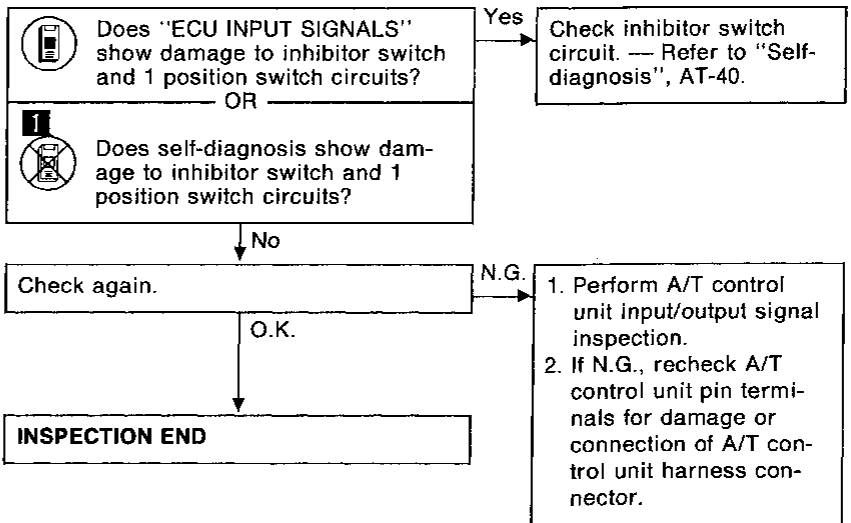 Does "ECU INPUT SIGNALS"
show damage to inhibitor switch
and 1 position switch circuits?
Yes
Check inhibitor switch
circuit. — Refer to "Self-
diagnosis", AT-40.
OR
1
Does self-diagnosis show dam-
age to inhibitor switch and 1
position switch circuits?
No
Check again.
N.G.
1. Perform A/T control
unit input/output signal
inspection.
2. If N.G., recheck A/T
control unit pin termi-
nals for damage or
connection of A/T con-
trol unit harness con-
nector.
O.K.
INSPECTION END